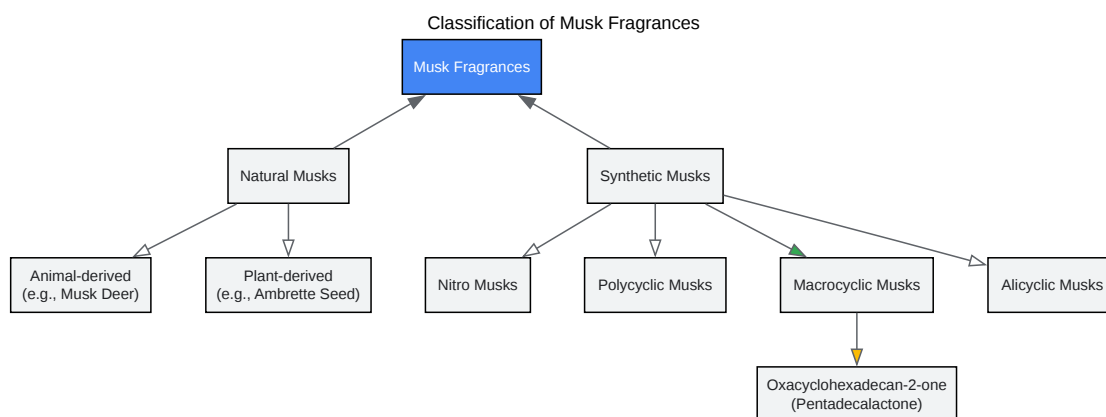 Classification of Musk Fragrances
Musk Fragrances
Natural Musks
Synthetic Musks
Animal-derived
(e.g., Musk Deer)
Plant-derived
(e.g., Ambrette Seed)
Nitro Musks
Polycyclic Musks
Macrocyclic Musks
Alicyclic Musks
Oxacyclohexadecan-2-one
(Pentadecalactone)